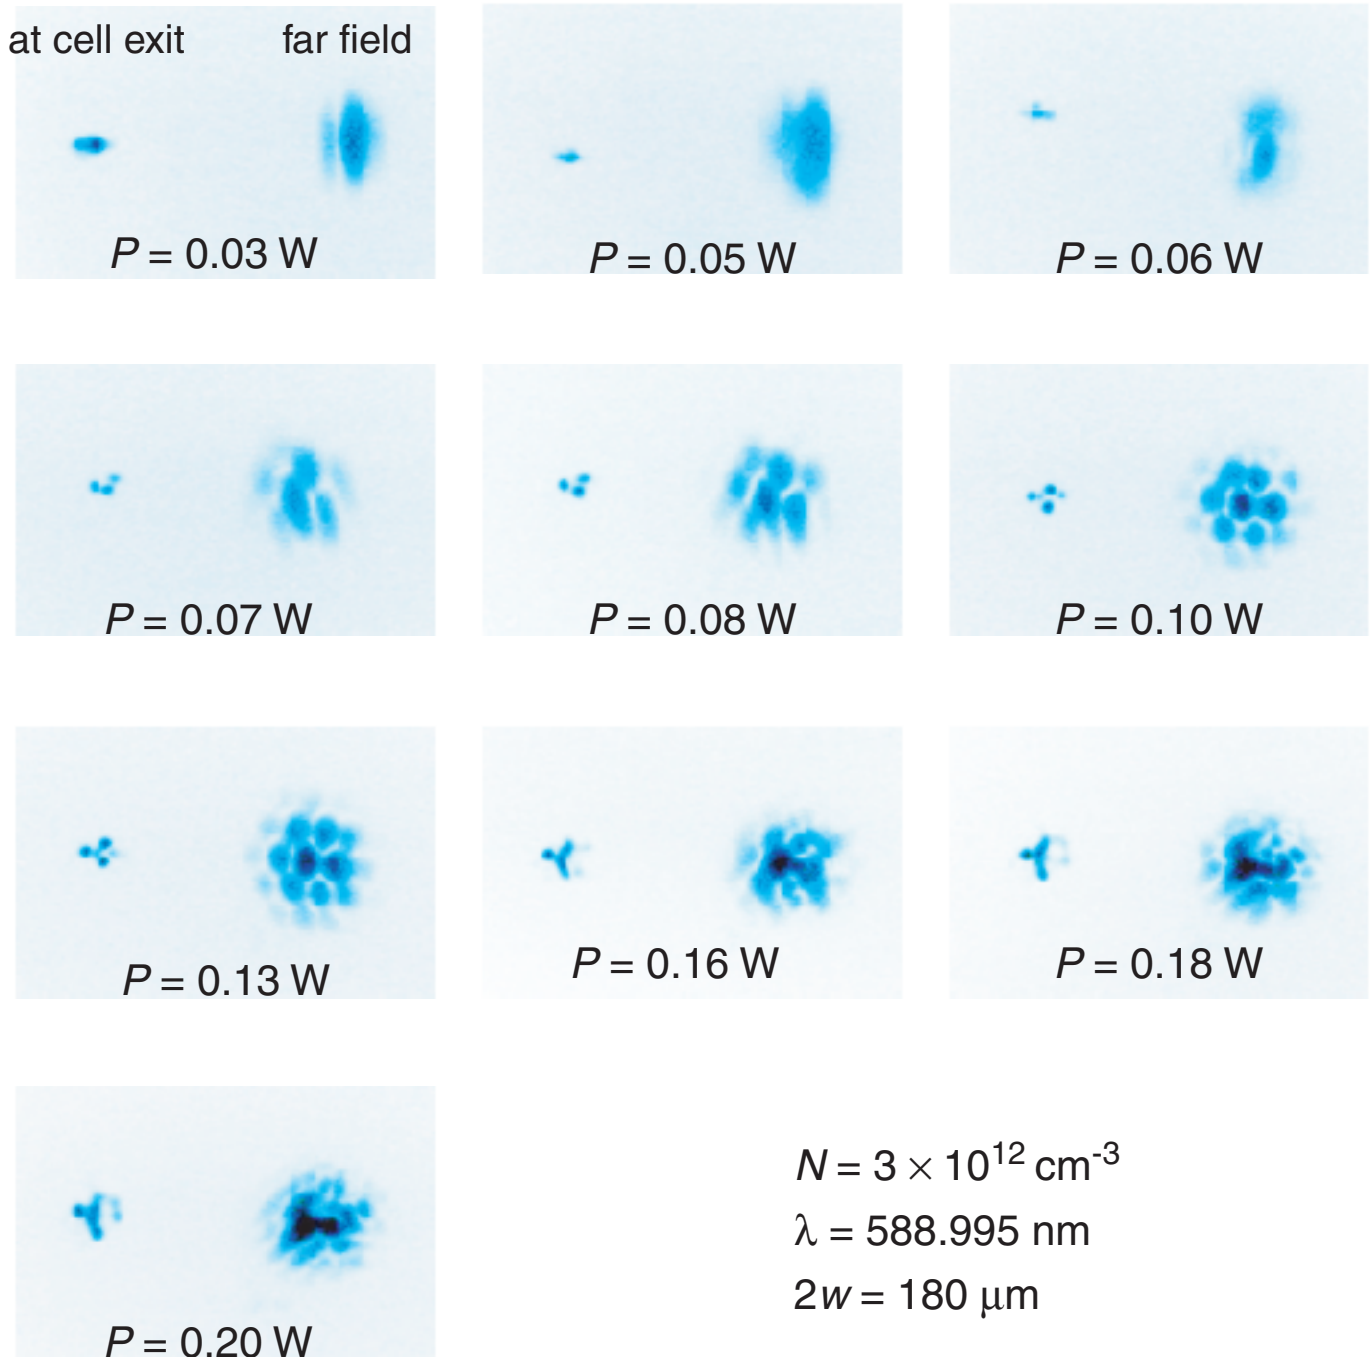 at cell exit far field
P = 0.03 W
P = 0.05 W
P = 0.06 W
P = 0.07 W
P = 0.08 W
P = 0.10 W
P = 0.13 W
P = 0.16 W
P = 0.18 W
P = 0.20 W
N = 3 × 10¹² cm⁻³
λ = 588.995 nm
2w = 180 μm